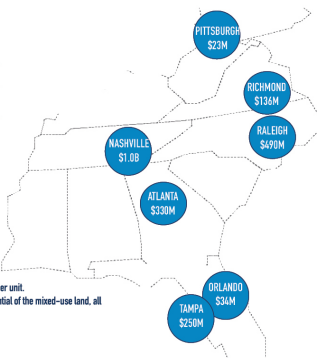 PITTSBURGH
$23M
RICHMOND
$136M
RALEIGH
$490M
NASHVILLE
$1.0B
ATLANTA
$330M
er unit.
ntial of the mixed-use land, all
ORLANDO
$34M
TAMPA
$250M